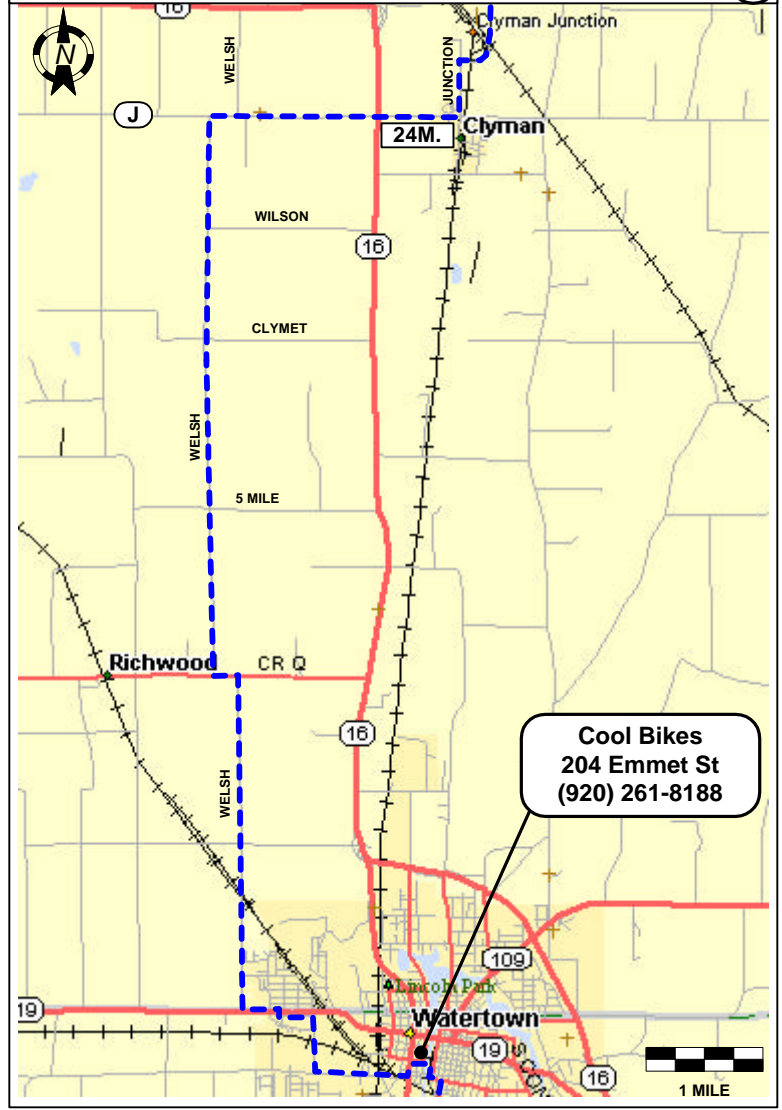 16
Clyman Junction
N
WELSH
JUNCTION
J
24M.
Clyman
WILSON
16
CLYMET
WELSH
5 MILE
Richwood
CR Q
16
Cool Bikes
204 Emmet St
(920) 261-8188
WELSH
109
Lincoln Park
19
Watertown
19
16
1 MILE